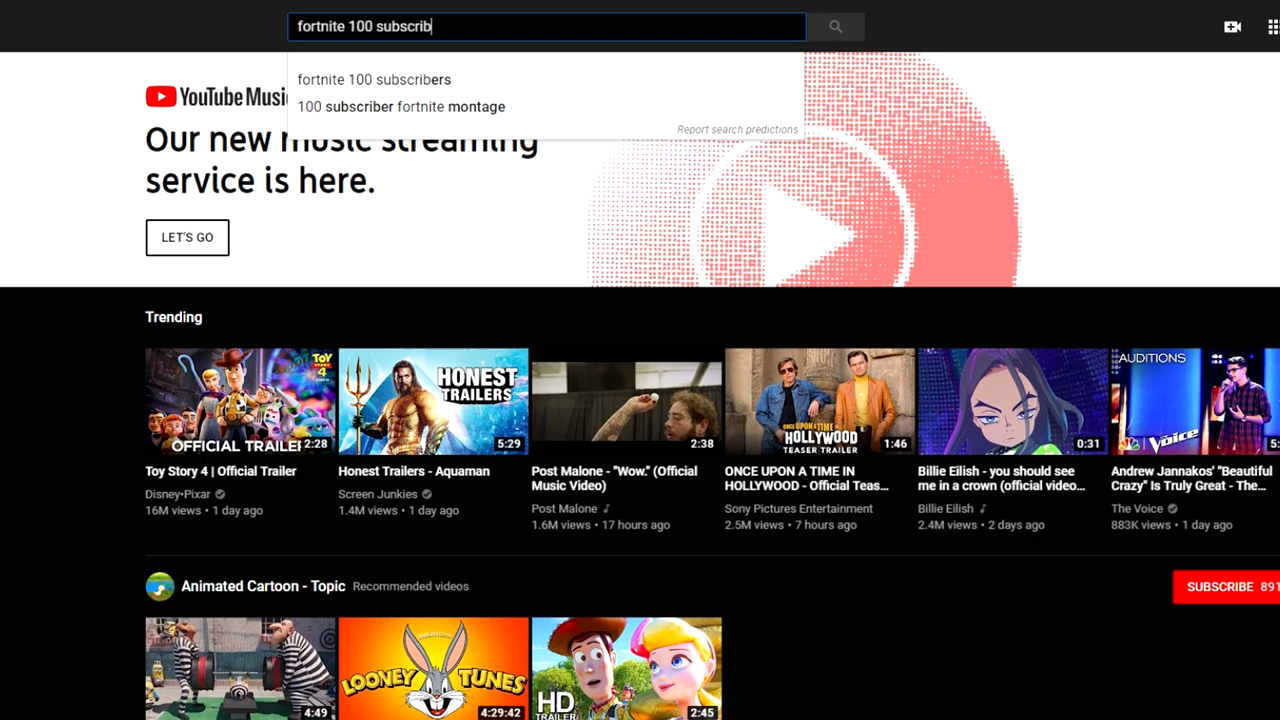 fortnite 100 subscrib
fortnite 100 subscribers
100 subscriber fortnite montage
Report search predictions
YouTube Music
Our new music streaming
service is here.
LET'S GO
Trending
TOY STORY 4
OFFICIAL TRAILER
2:28
HONEST
TRAILERS
5:29
2:38
ONCE UPON A TIME IN
HOLLYWOOD
TEASER TRAILER
1:46
0:31
AUDITIONS
Voice
5:
Toy Story 4 | Official Trailer
Disney•Pixar
16M views • 1 day ago
Honest Trailers - Aquaman
Screen Junkies
1.4M views • 1 day ago
Post Malone - "Wow." (Official
Music Video)
Post Malone
1.6M views • 17 hours ago
ONCE UPON A TIME IN
HOLLYWOOD - Official Teas...
Sony Pictures Entertainment
2.5M views • 7 hours ago
Billie Eilish - you should see
me in a crown (official video...
Billie Eilish
2.4M views • 2 days ago
Andrew Jannakos' "Beautiful
Crazy" Is Truly Great - The...
The Voice
883K views • 1 day ago
Animated Cartoon - Topic Recommended videos
SUBSCRIBE 891
4:49
LOONEY TUNES
4:29:42
HD
TRAILER
2:45